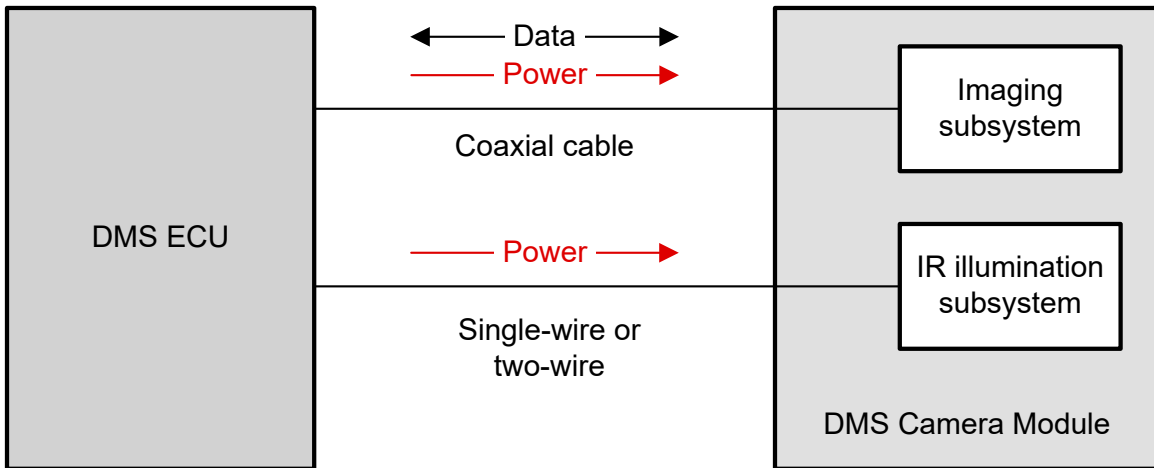 Data
Power
Imaging
subsystem
Coaxial cable
DMS ECU
Power
IR illumination
subsystem
Single-wire or
two-wire
DMS Camera Module